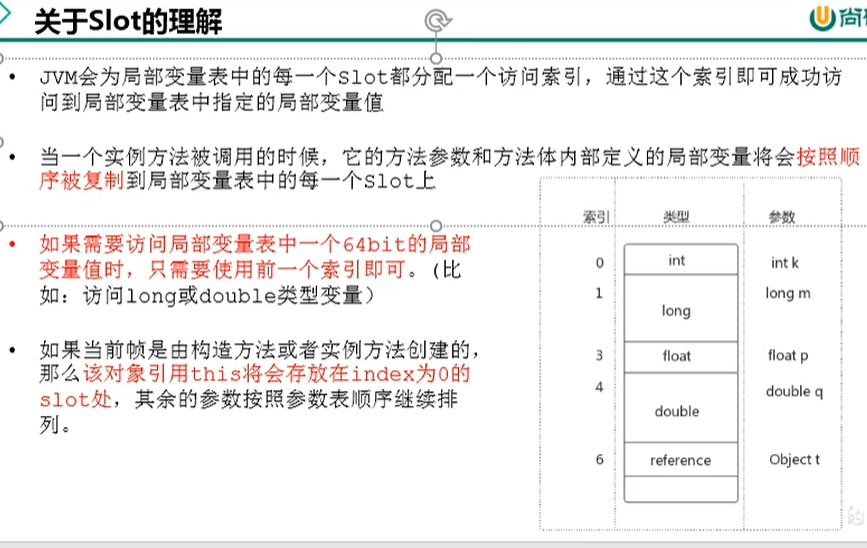 关于Slot的理解
尚
• JVM会为局部变量表中的每一个Slot都分配一个访问索引，通过这个索引即可成功访
问到局部变量表中指定的局部变量值
• 当一个实例方法被调用的时候，它的方法参数和方法体内部定义的局部变量将会按照顺
序被复制到局部变量表中的每一个Slot上
• 如果需要访问局部变量表中一个64bit的局部
变量值时，只需要使用前一个索引即可。(比
如：访问long或double类型变量）
• 如果当前帧是由构造方法或者实例方法创建的，
那么该对象引用this将会存放在index为0的
slot处，其余的参数按照参数表顺序继续排
列。
索引 类型 参数
0 int int k
1 long long m
3 float float p
4 double double q
6 reference Object t